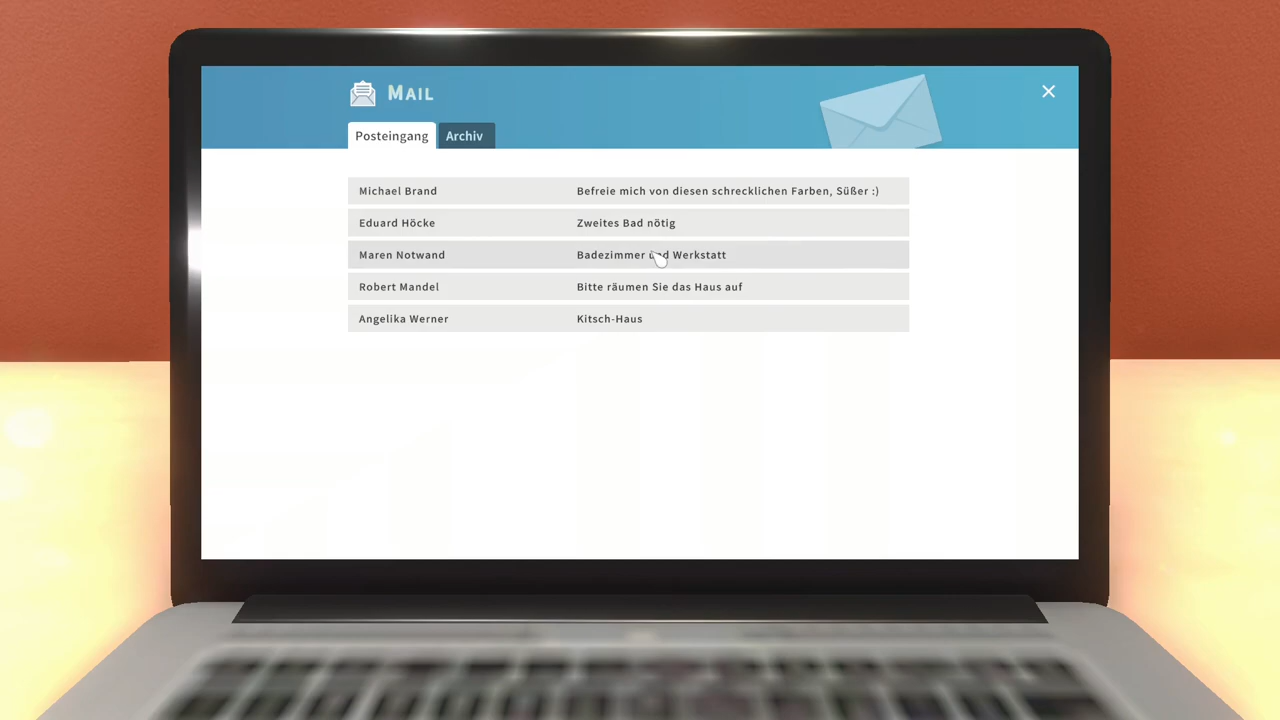 Mail
Posteingang Archiv
Michael Brand Befreie mich von diesen schrecklichen Farben, Süßer :)
Eduard Höcke Zweites Bad nötig
Maren Notwand Badezimmer und Werkstatt
Robert Mandel Bitte räumen Sie das Haus auf
Angelika Werner Kitsch-Haus